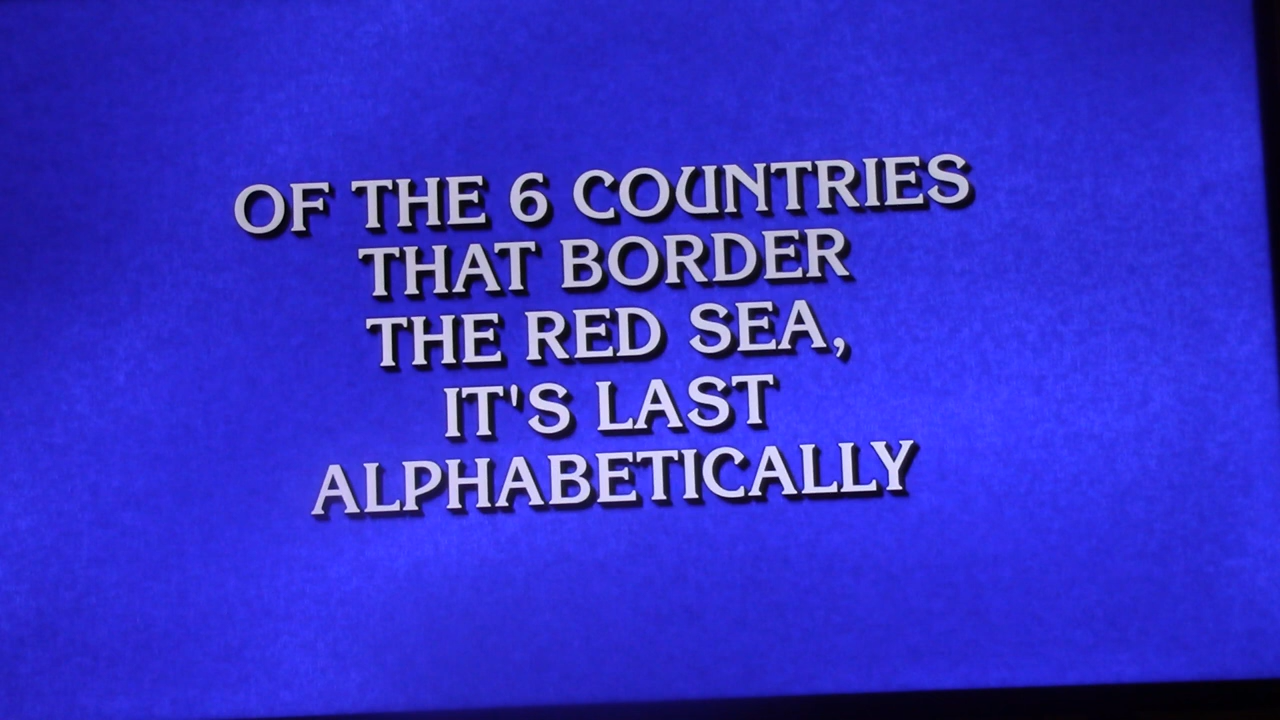 OF THE 6 COUNTRIES
THAT BORDER
THE RED SEA,
IT'S LAST
ALPHABETICALLY